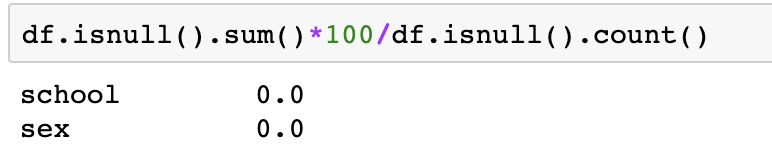 df.isnull().sum()*100/df.isnull().count()
school 0.0
sex 0.0